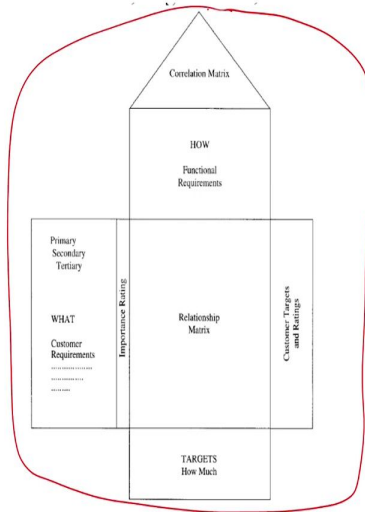 Correlation Matrix
HOW
Functional
Requirements
Primary
Secondary
Tertiary
WHAT
Customer
Requirements
...................
..............
.........
Importance Rating
Relationship
Matrix
Customer Targets
and Ratings
TARGETS
How Much